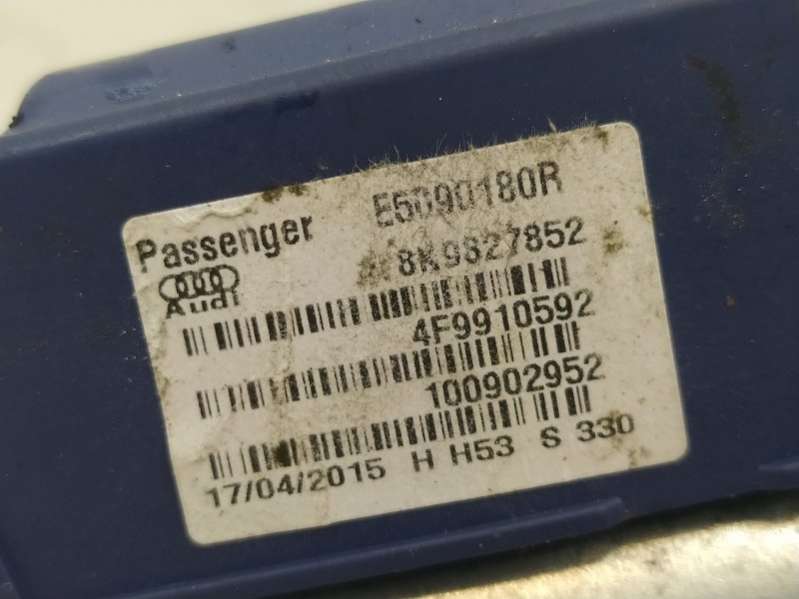 Passenger E5090180R
Audi 8K9827852
4F9910592
100902952
17/04/2015 H H53 S 330